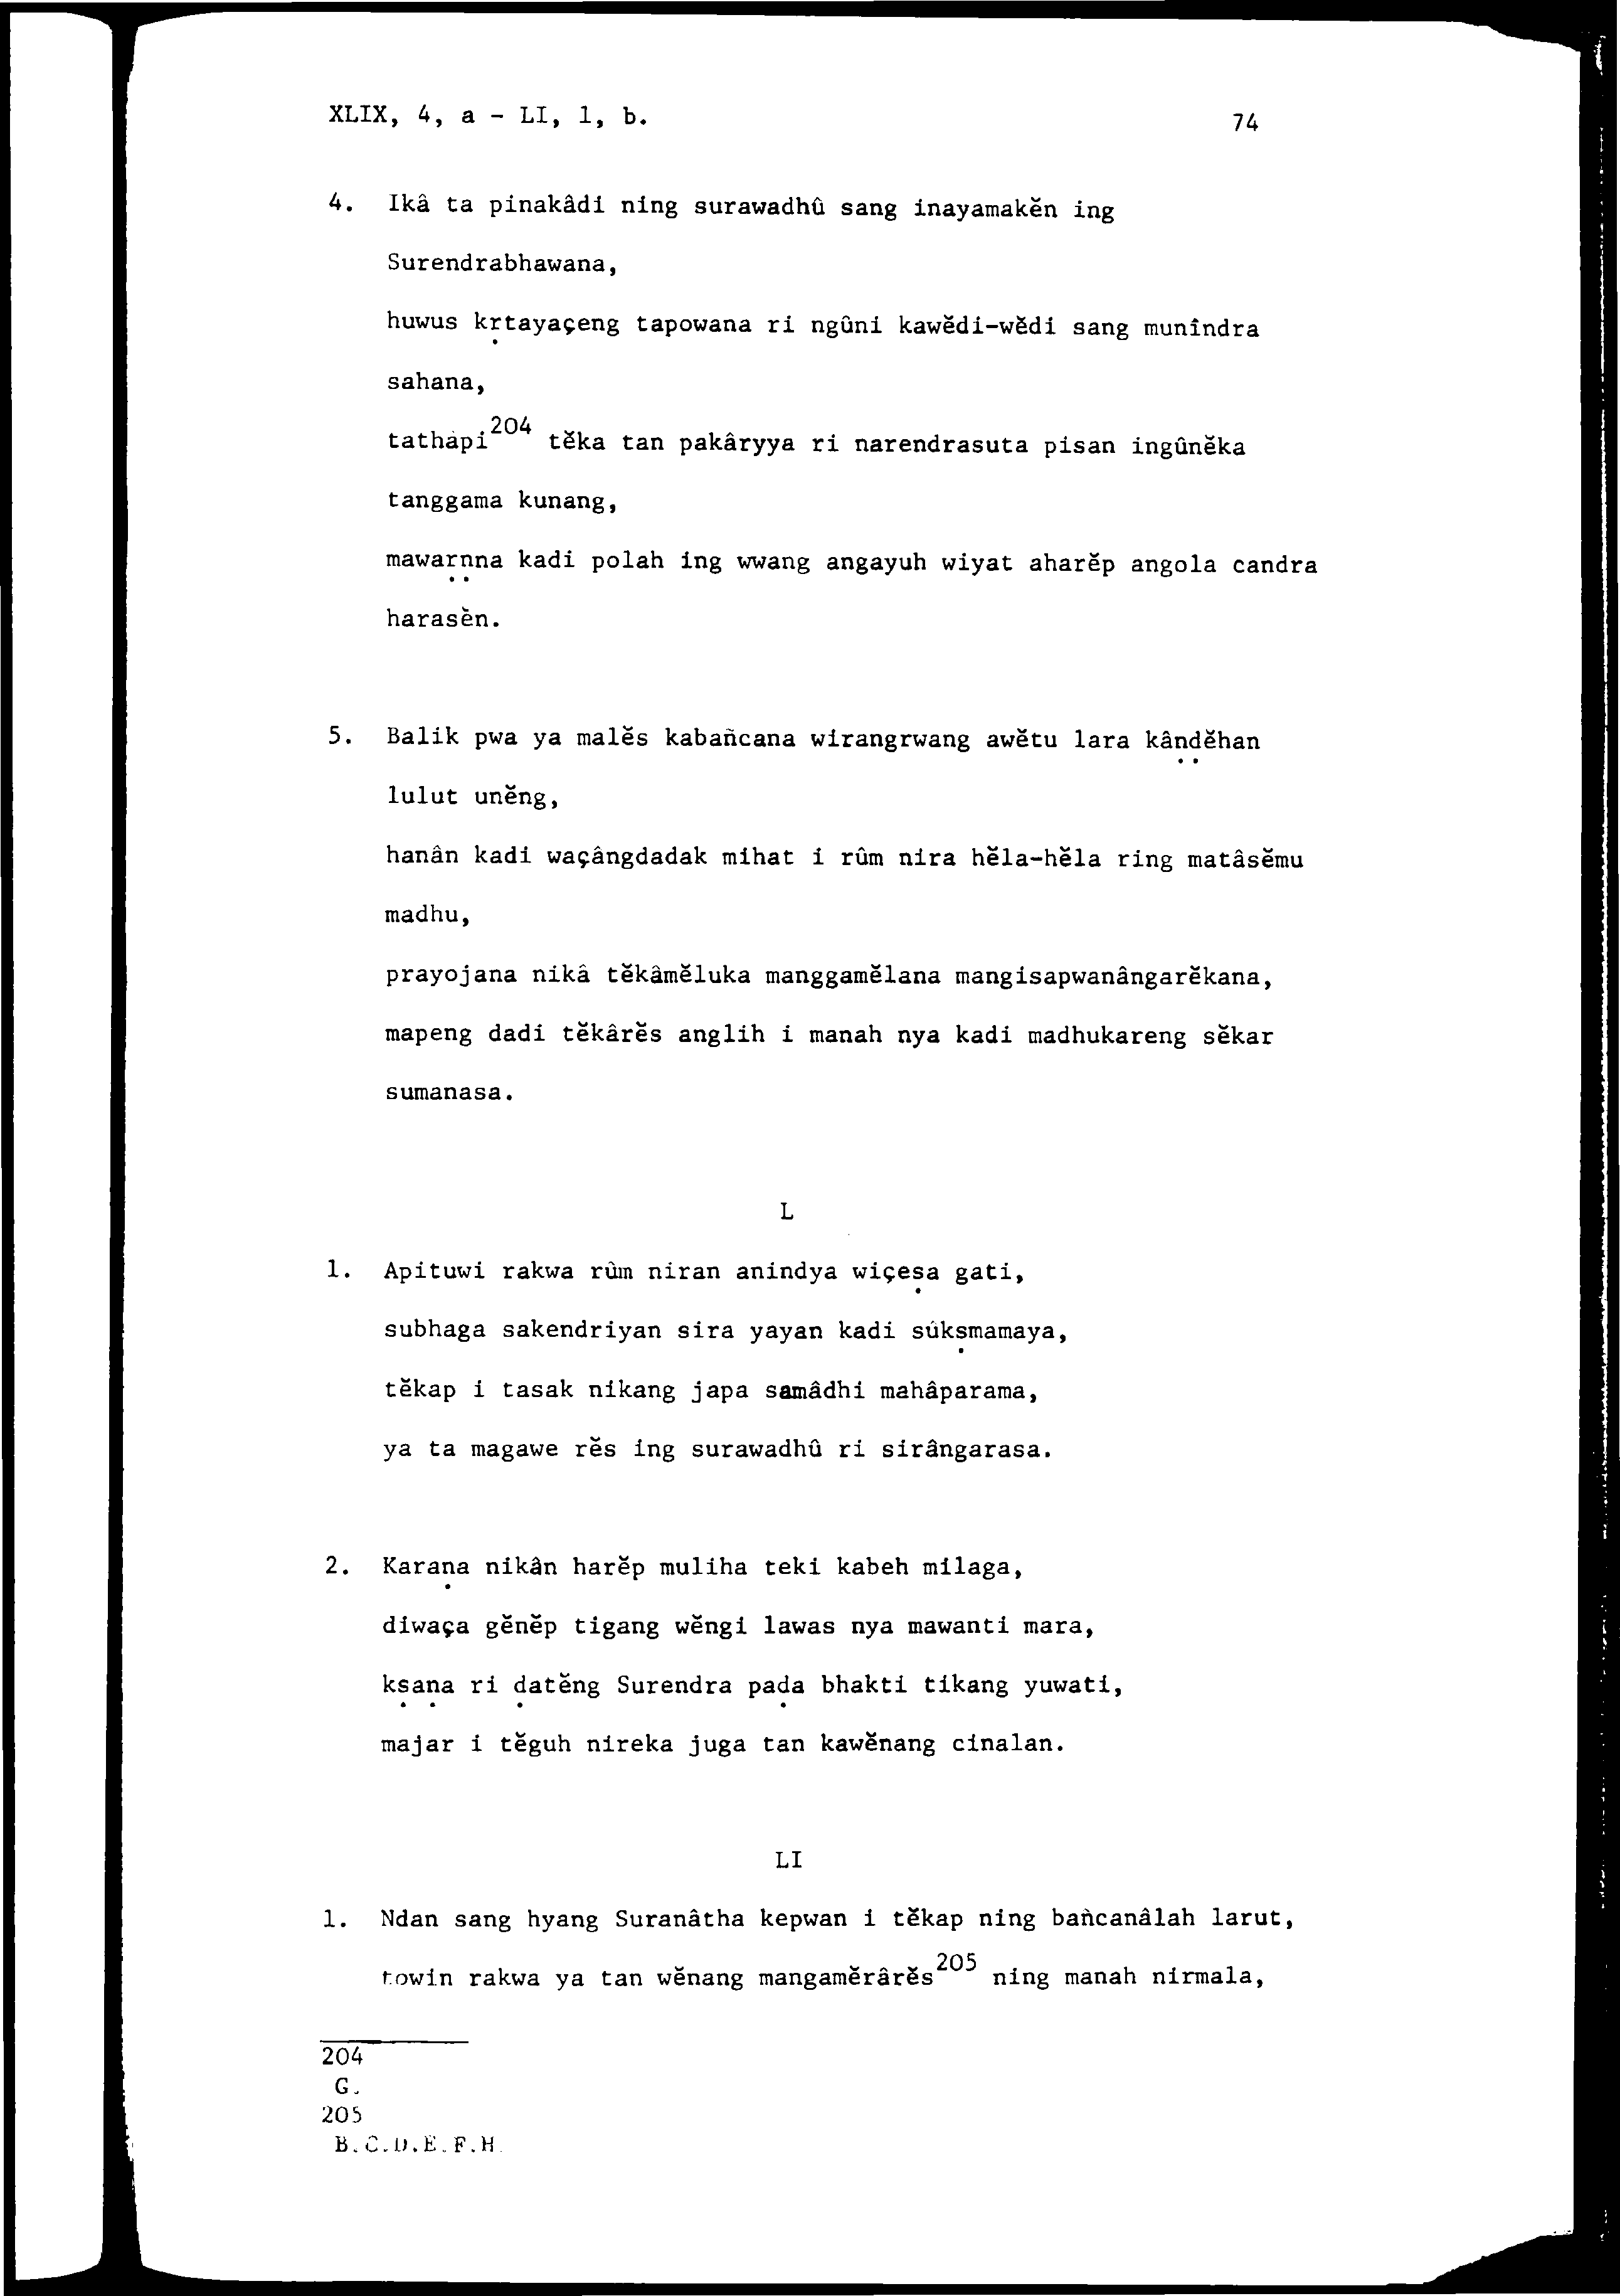 XLIX, 4, a - LI, 1, b.
74
4. Ikâ ta pinakâdi ning surawadhû sang inayamakĕn ing
Surendrabhawana,
huwus kṛtayaçeng tapowana ri ngûni kawĕdi-wĕdi sang munîndra
sahana,
tathàpi²⁰⁴ tĕka tan pakâryya ri narendrasuta pisan ingûnĕka
tanggama kunang,
mawaṛṇna kadi polah ing wwang angayuh wiyat aharĕp angola candra
harasĕn.
5. Balik pwa ya malĕs kabañcana wirangrwang awĕtu lara kâṇḍĕhan
lulut unĕng,
hanân kadi waçângdadak mihat i rûm nira hĕla-hĕla ring matâsĕmu
madhu,
prayojana nikâ tĕkâmĕluka manggamĕlana mangisapwanângarĕkana,
mapeng dadi tĕkârĕs anglih i manah nya kadi madhukareng sĕkar
sumanasa.
L
1. Apituwi rakwa rûm niran anindya wiçeṣa gati,
subhaga sakendriyan sira yayan kadi sûkṣmamaya,
tĕkap i tasak nikang japa samâdhi mahâparama,
ya ta magawe rĕs ing surawadhû ri sirângarasa.
2. Karaṇa nikân harĕp muliha teki kabeh milaga,
diwaça gĕnĕp tigang wĕngi lawas nya mawanti mara,
kṣaṇa ri ḍatĕng Surendra paḍa bhakti tikang yuwati,
majar i tĕguh nireka juga tan kawĕnang cinalan.
LI
1. Ndan sang hyang Suranâtha kepwan i tĕkap ning bañcanâlah larut,
towin rakwa ya tan wĕnang mangamĕrârĕs²⁰⁵ ning manah nirmala,
204
G.
205
B.C.D.E.F.H.